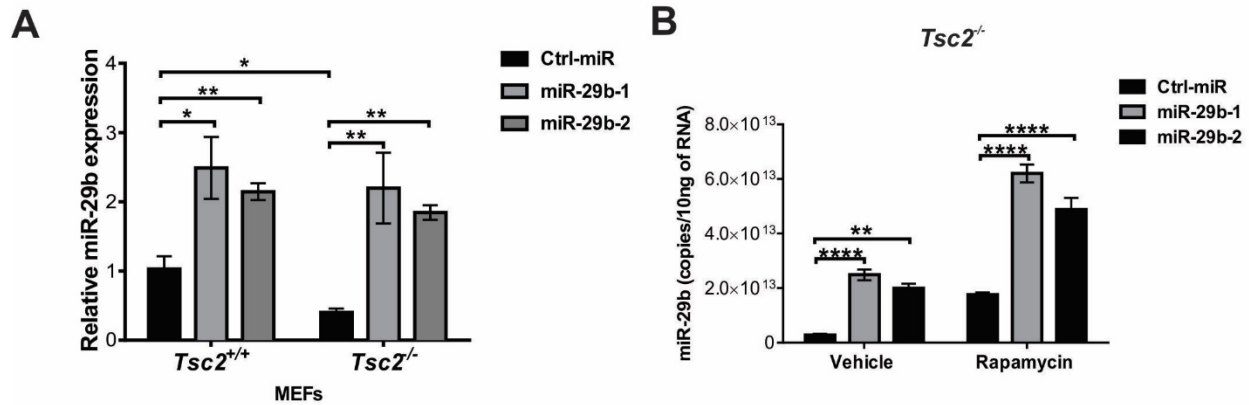 A
Relative miR-29b expression
4
3
2
1
0
*
**
*
**
**
Ctrl-miR
miR-29b-1
miR-29b-2
Tsc2+/+
Tsc2-/-
MEFs
B
Tsc2-/-
miR-29b (copies/10ng of RNA)
8.0×10 13
6.0×10 13
4.0×10 13
2.0×10 13
0
**
****
****
****
Ctrl-miR
miR-29b-1
miR-29b-2
Vehicle
Rapamycin